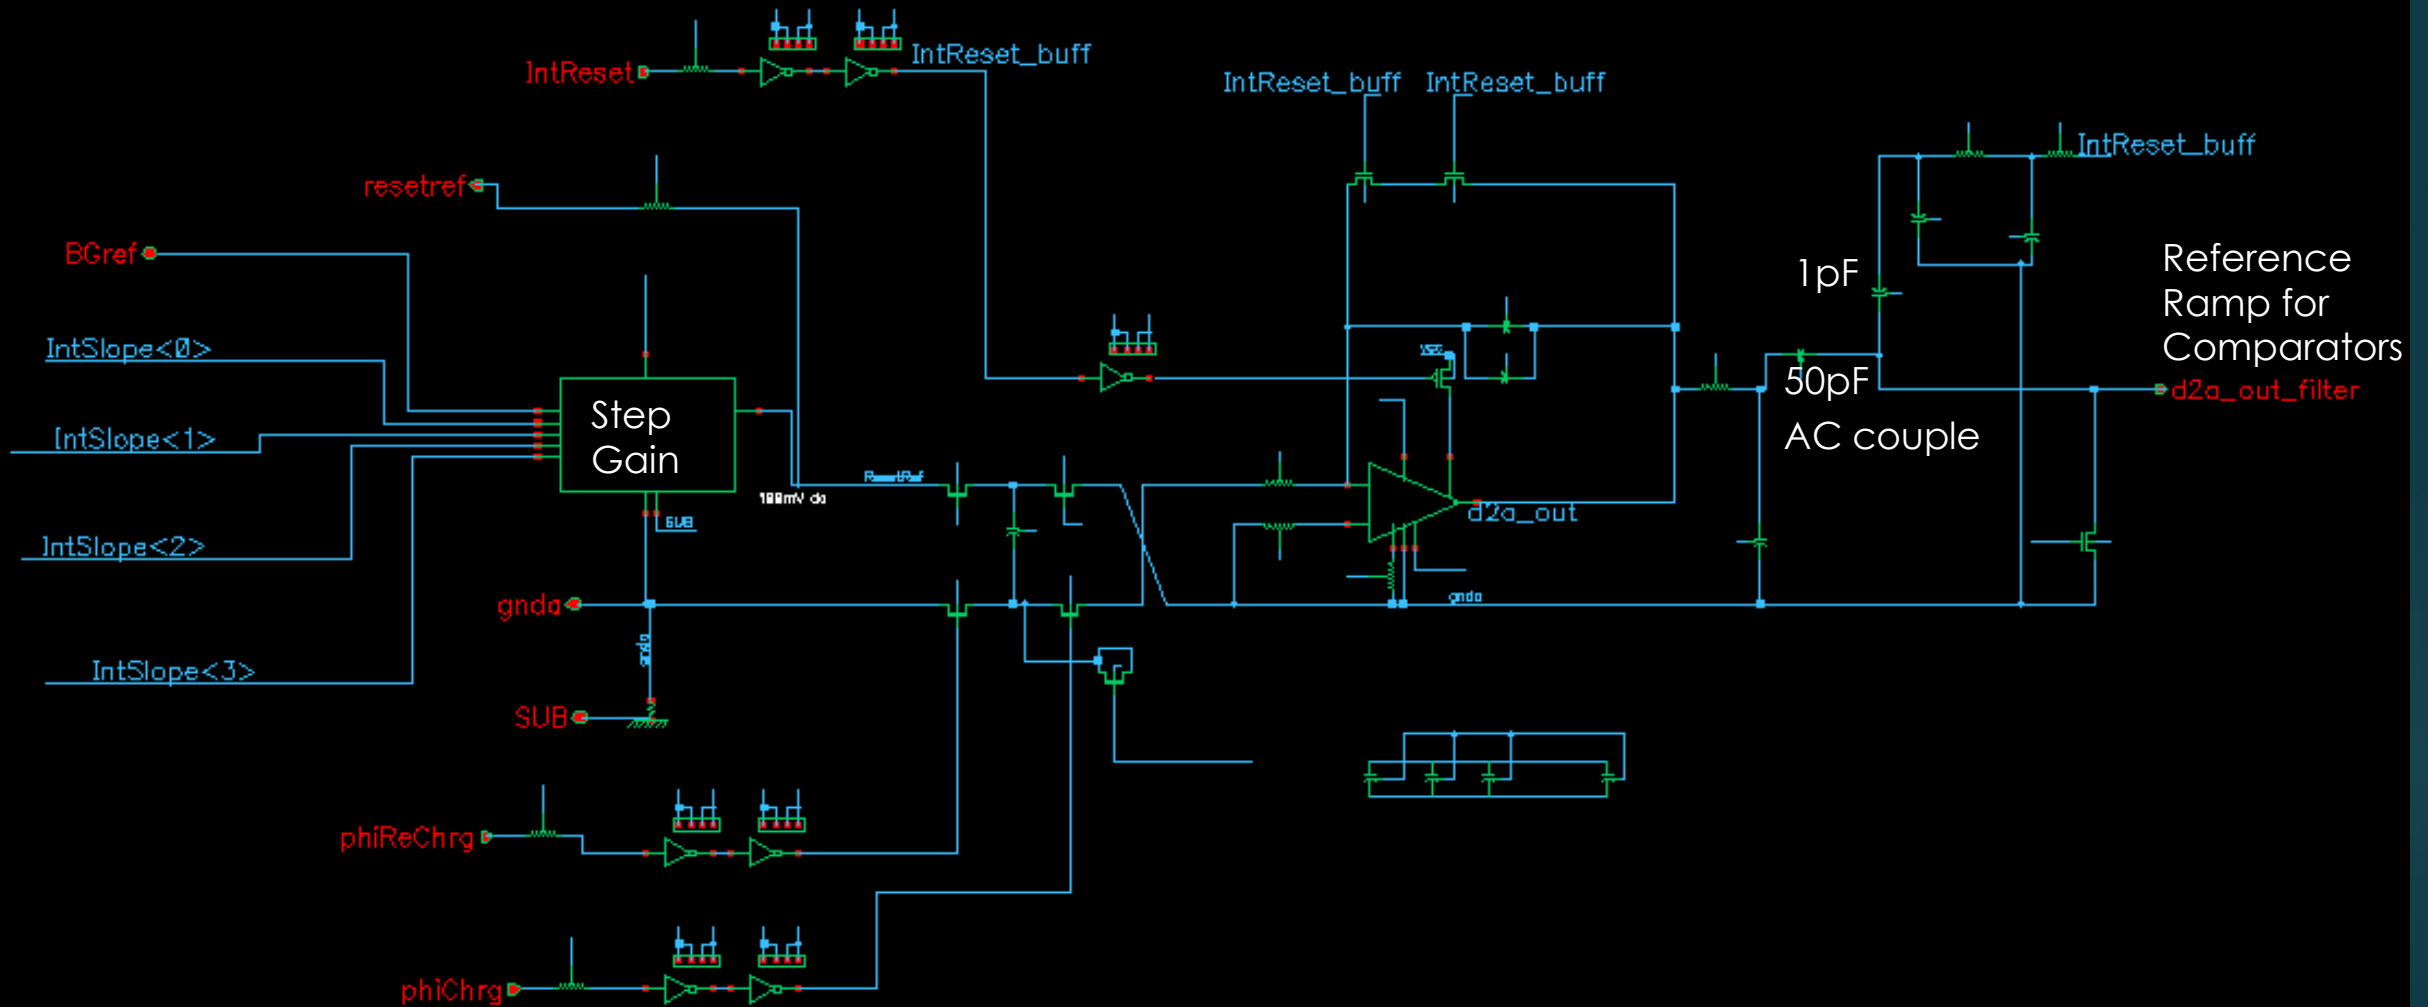 IntReset
IntReset_buff
IntReset_buff
IntReset_buff
IntReset_buff
resetref
BGref
IntSlope<0>
IntSlope<1>
IntSlope<2>
IntSlope<3>
Step
Gain
100mV dc
ResetRef
SUB
gnda
gnda
SUB
phiReChrg
phiChrg
d2a_out
gnda
1pF
50pF
AC couple
Reference
Ramp for
Comparators
d2a_out_filter